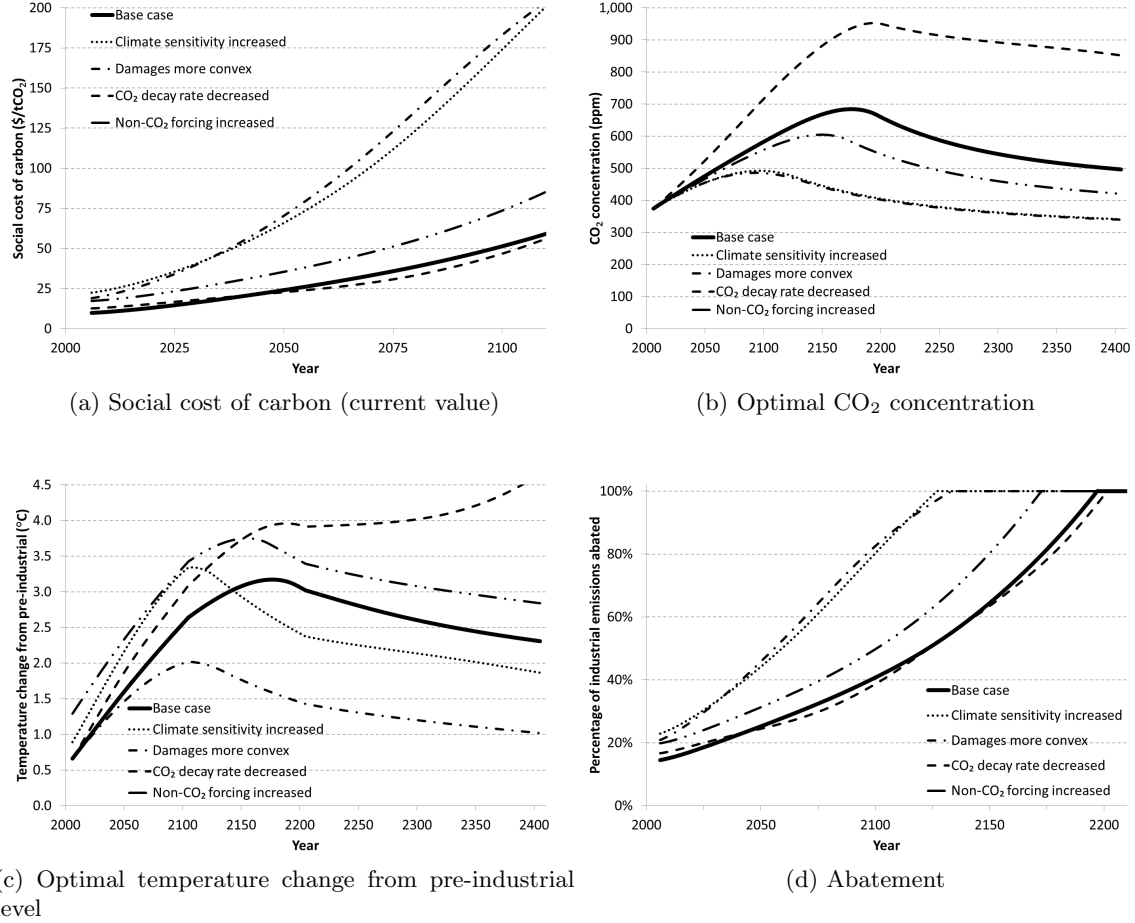 200
175
150
125
100
75
50
25
0
Social cost of carbon ($/tCO₂)
Base case
Climate sensitivity increased
Damages more convex
CO₂ decay rate decreased
Non-CO₂ forcing increased
2000 2025 2050 2075 2100
Year
(a) Social cost of carbon (current value)
1,000
900
800
700
600
500
400
300
200
100
0
CO₂ concentration (ppm)
Base case
Climate sensitivity increased
Damages more convex
CO₂ decay rate decreased
Non-CO₂ forcing increased
2000 2050 2100 2150 2200 2250 2300 2350 2400
Year
(b) Optimal CO₂ concentration
4.5
4.0
3.5
3.0
2.5
2.0
1.5
1.0
0.5
0.0
Temperature change from pre-industrial (°C)
Base case
Climate sensitivity increased
Damages more convex
CO₂ decay rate decreased
Non-CO₂ forcing increased
2000 2050 2100 2150 2200 2250 2300 2350 2400
Year
c) Optimal temperature change from pre-industrial
evel
100%
80%
60%
40%
20%
0%
Percentage of industrial emissions abated
Base case
Climate sensitivity increased
Damages more convex
CO₂ decay rate decreased
Non-CO₂ forcing increased
2000 2050 2100 2150 2200
Year
(d) Abatement